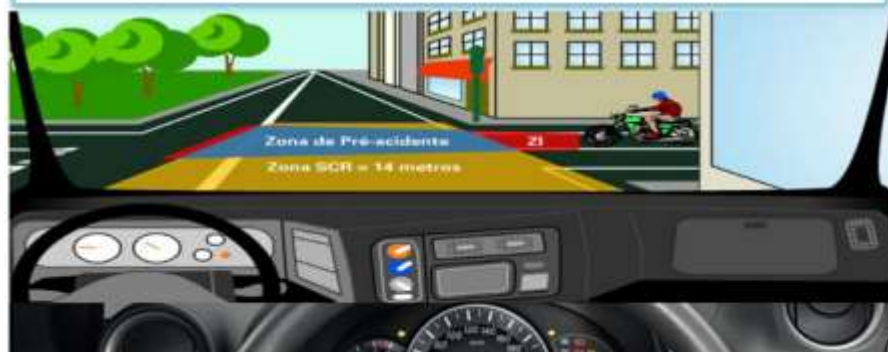 Zona de Pré-acidente ZI
Zona SCR = 14 metros